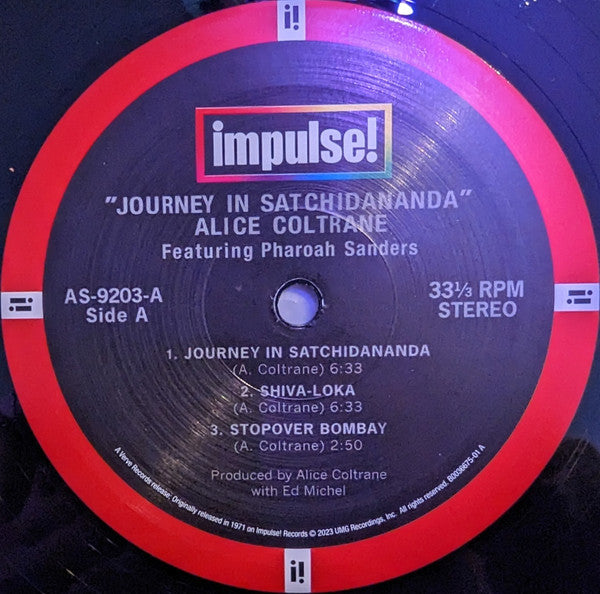 i!
impulse!
"JOURNEY IN SATCHIDANANDA"
ALICE COLTRANE
Featuring Pharoah Sanders
AS-9203-A
Side A
33⅓ RPM
STEREO
i!
i!
1. JOURNEY IN SATCHIDANANDA
(A. Coltrane) 6:33
2. SHIVA-LOKA
(A. Coltrane) 6:33
3. STOPOVER BOMBAY
(A. Coltrane) 2:50
Produced by Alice Coltrane
with Ed Michel
A Verve Records release; Originally released in 1971 on Impulse! Records © 2023 UMG Recordings, Inc. All rights reserved. B0036675-01 A
i!